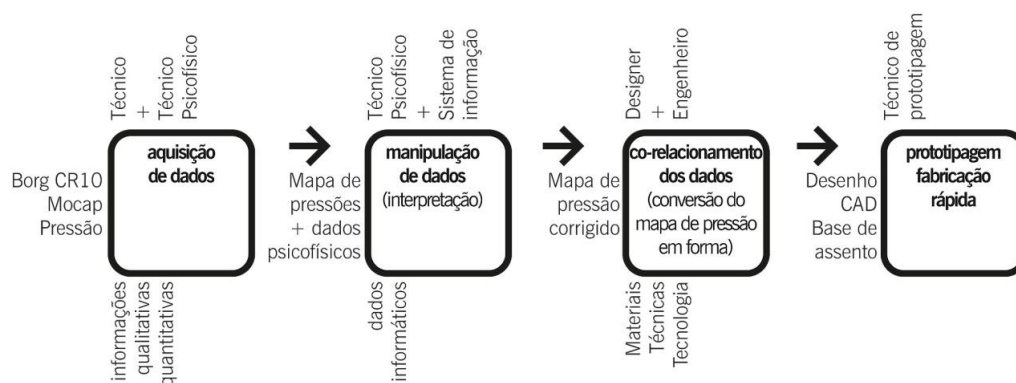 Técnico
+
Técnico
Psicofísico
aquisição
de dados
Borg CR10
Mocap
Pressão
informações
qualitativas
quantitativas
Técnico
Psicofísico
+
Sistema de
informação
manipulação
de dados
(interpretação)
Mapa de
pressões
+ dados
psicofísicos
dados
informáticos
Designer
+
Engenheiro
co-relacionamento
dos dados
(conversão do
mapa de pressão
em forma)
Mapa de
pressão
corrigido
Materiais
Técnicas
Tecnologia
Técnico de
prototipagem
prototipagem
fabricação
rápida
Desenho
CAD
Base de
assento